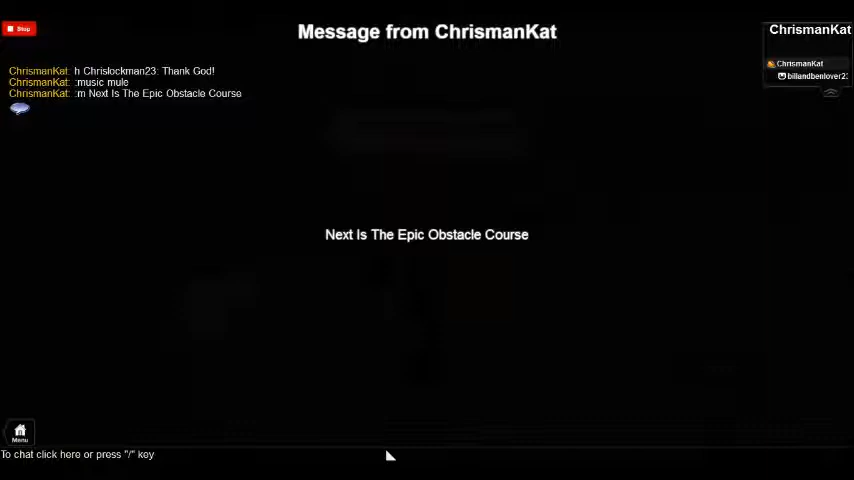 Stop
Message from ChrismanKat
ChrismanKat
ChrismanKat: h Chrislockman23: Thank God!
ChrismanKat: :music mule
ChrismanKat: :m Next Is The Epic Obstacle Course
ChrismanKat
biliandbenlover2
Next Is The Epic Obstacle Course
Menu
To chat click here or press "/" key